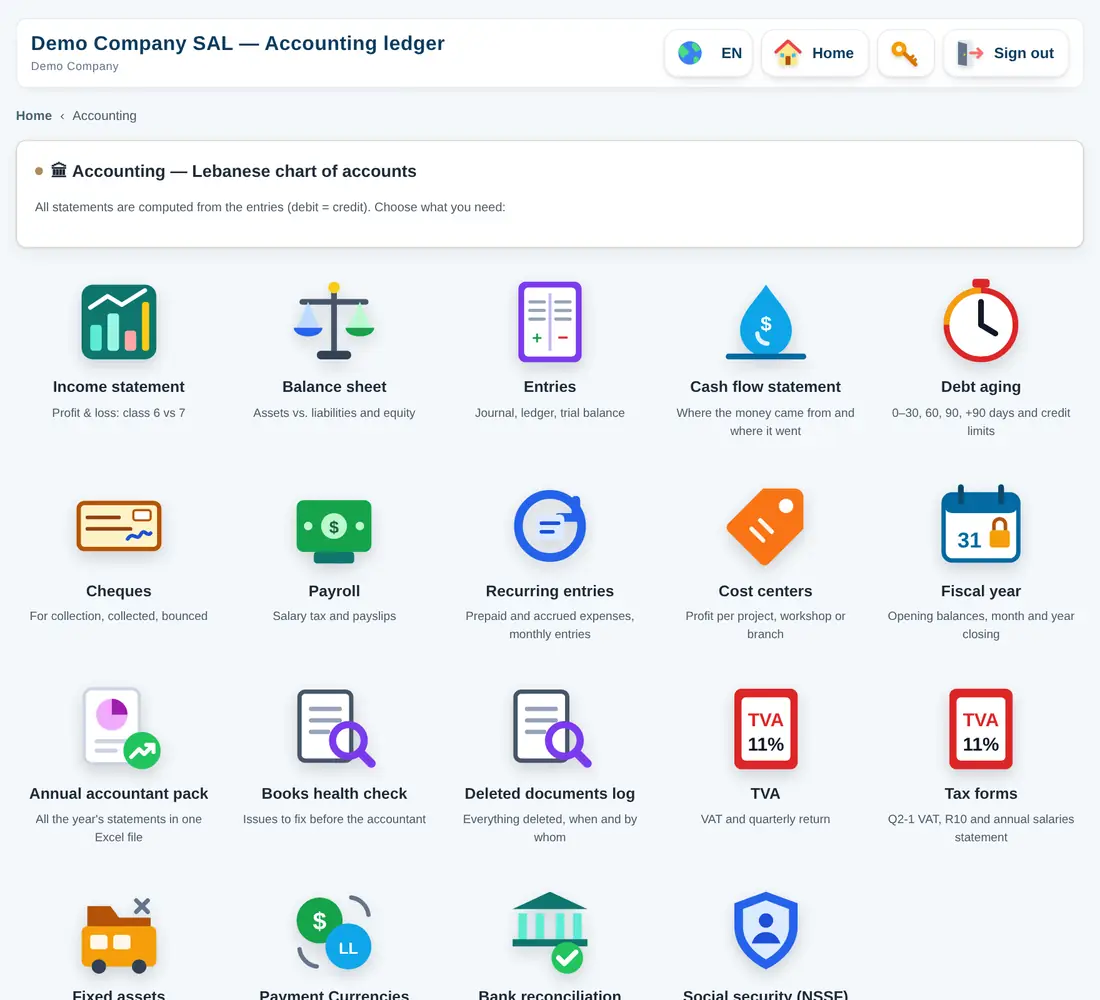 Demo Company SAL — Accounting ledger
Demo Company
EN
Home
Sign out
Home ‹ Accounting
Accounting — Lebanese chart of accounts
All statements are computed from the entries (debit = credit). Choose what you need:
$
Income statement
Profit & loss: class 6 vs 7
Balance sheet
Assets vs. liabilities and equity
+ −
Entries
Journal, ledger, trial balance
Cash flow statement
Where the money came from and
where it went
Debt aging
0–30, 60, 90, +90 days and credit
limits
Cheques
For collection, collected, bounced
$
Payroll
Salary tax and payslips
Recurring entries
Prepaid and accrued expenses,
monthly entries
Cost centers
Profit per project, workshop or
branch
31
Fiscal year
Opening balances, month and year
closing
Annual accountant pack
All the year's statements in one
Excel file
Books health check
Issues to fix before the accountant
Deleted documents log
Everything deleted, when and by
whom
TVA
11%
TVA
VAT and quarterly return
TVA
11%
Tax forms
Q2-1 VAT, R10 and annual salaries
statement
Fixed assets
$
LL
Payment Currencies
Bank reconciliation
Social security (NSSF)